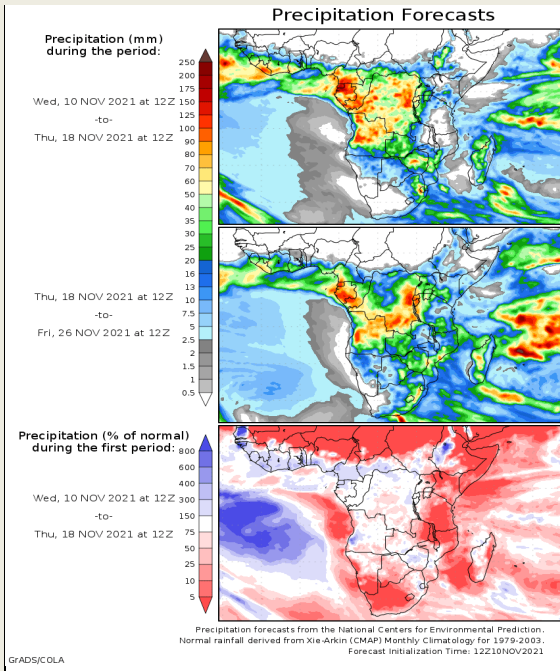 Precipitation Forecasts
Precipitation (mm)
during the period:
Wed, 10 NOV 2021 at 12Z
-to-
Thu, 18 NOV 2021 at 12Z
250
200
175
150
125
100
90
80
70
60
50
40
35
30
25
20
16
13
10
7.5
5
2.5
2
1.5
1
0.5
Thu, 18 NOV 2021 at 12Z
-to-
Fri, 26 NOV 2021 at 12Z
Precipitation (% of normal)
during the first period:
Wed, 10 NOV 2021 at 12Z
-to-
Thu, 18 NOV 2021 at 12Z
800
600
400
300
150
75
50
25
10
5
Precipitation forecasts from the National Centers for Environmental Prediction.
Normal rainfall derived from Xie-Arkin (CMAP) Monthly Climatology for 1979-2003.
Forecast Initialization Time: 12Z10NOV2021
GrADS/COLA